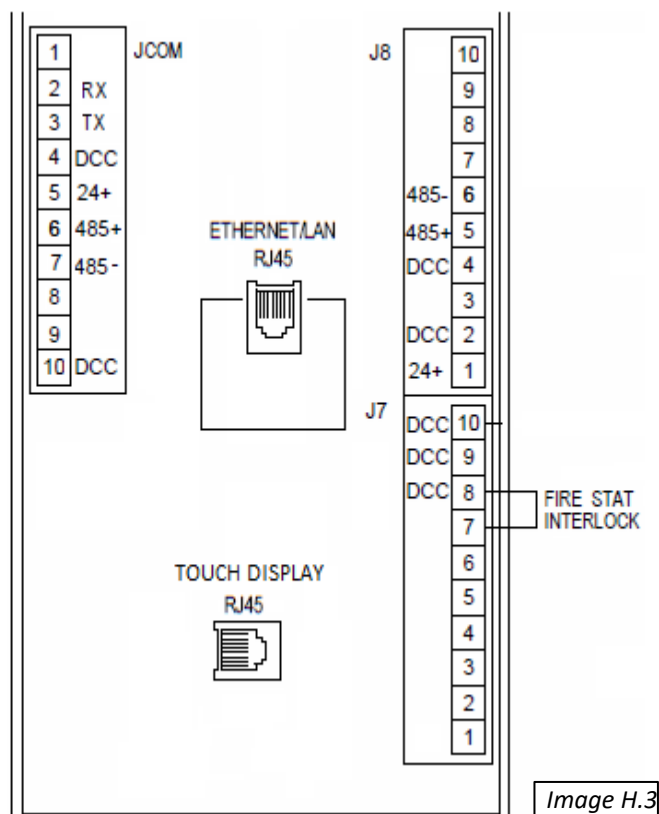 JCOM
1
2 RX
3 TX
4 DCC
5 24+
6 485+
7 485-
8
9
10 DCC
ETHERNET/LAN
RJ45
TOUCH DISPLAY
RJ45
J8
10
9
8
7
485- 6
485+ 5
DCC 4
3
DCC 2
24+ 1
J7
DCC 10
DCC 9
DCC 8
7
6
5
4
3
2
1
FIRE STAT
INTERLOCK
Image H.3